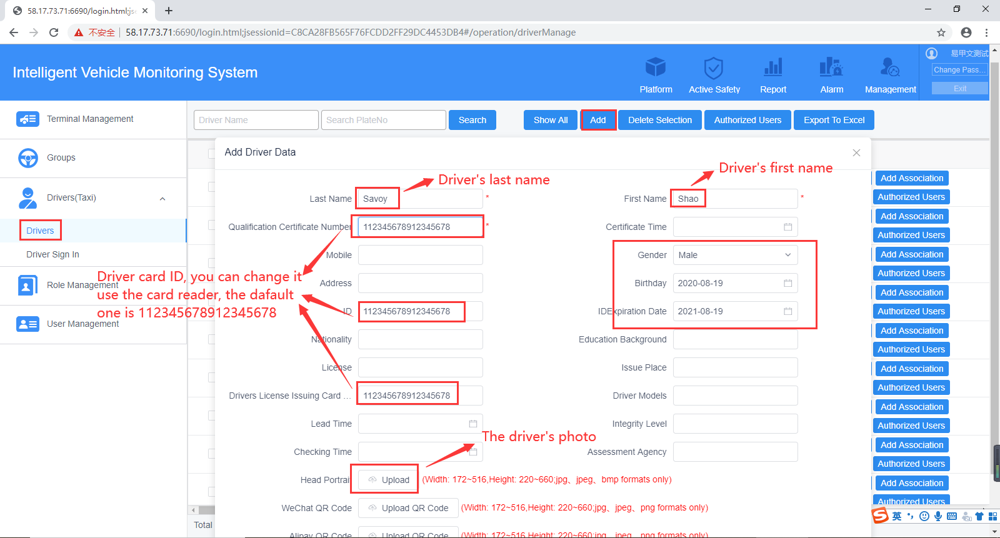 58.17.73.71:6690/login.html;js
不安全
58.17.73.71:6690/login.html;jsessionid=C8CA28FB565F76FCDD2FF29DC4453DB4#/operation/driverManage
Intelligent Vehicle Monitoring System
Platform
Active Safety
Report
Alarm
Management
易甲文测试
Change Pass...
Exit
Terminal Management
Groups
Drivers(Taxi)
Drivers
Driver Sign In
Role Management
User Management
Driver Name
Search PlateNo
Search
Show All
Add
Delete Selection
Authorized Users
Export To Excel
Add Driver Data
Driver's last name
Driver's first name
Last Name
Savoy
*
First Name
Shao
*
Qualification Certificate Number
112345678912345678
*
Certificate Time
Mobile
Gender
Male
Driver card ID, you can change it
use the card reader, the dafault
one is 112345678912345678
Address
Birthday
2020-08-19
ID
112345678912345678
IDExpiration Date
2021-08-19
Nationality
Education Background
License
Issue Place
Drivers License Issuing Card ...
112345678912345678
Driver Models
Lead Time
Integrity Level
The driver's photo
Checking Time
Assessment Agency
Head Portrai
Upload
(Width: 172~516,Height: 220~660;jpg、jpeg、bmp formats only)
WeChat QR Code
Upload QR Code
(Width: 172~516,Height: 220~660;jpg、jpeg、png formats only)
Alipay QR Code
Upload QR Code
(Width: 172~516,Height: 220~660;jpg、jpeg、png formats only)
Add Association
Authorized Users
Add Association
Authorized Users
Add Association
Authorized Users
Add Association
Authorized Users
Add Association
Authorized Users
Add Association
Authorized Users
Add Association
Authorized Users
Add Association
Authorized Users
Add Association
Authorized Users
Total
英